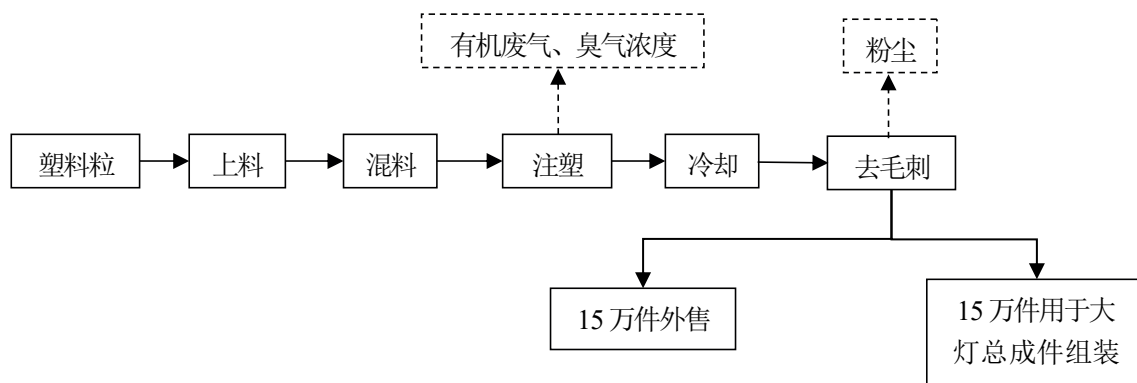 有机废气、臭气浓度
粉尘
塑料粒
上料
混料
注塑
冷却
去毛刺
15 万件外售
15 万件用于大
灯总成件组装